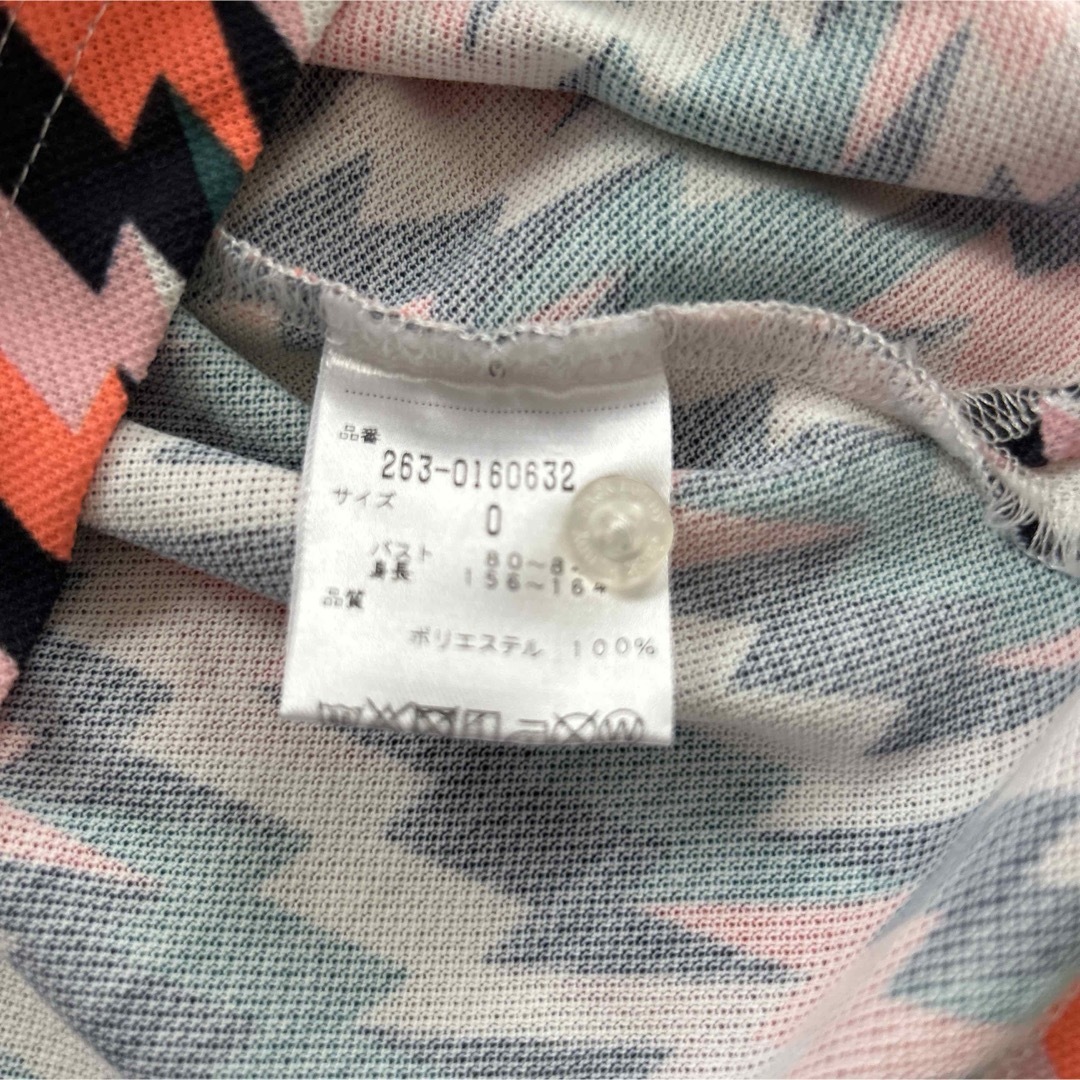 品番
263-0160632
サイズ
0
バスト 80~8
身長 156~164
品質
ポリエステル 100%
W